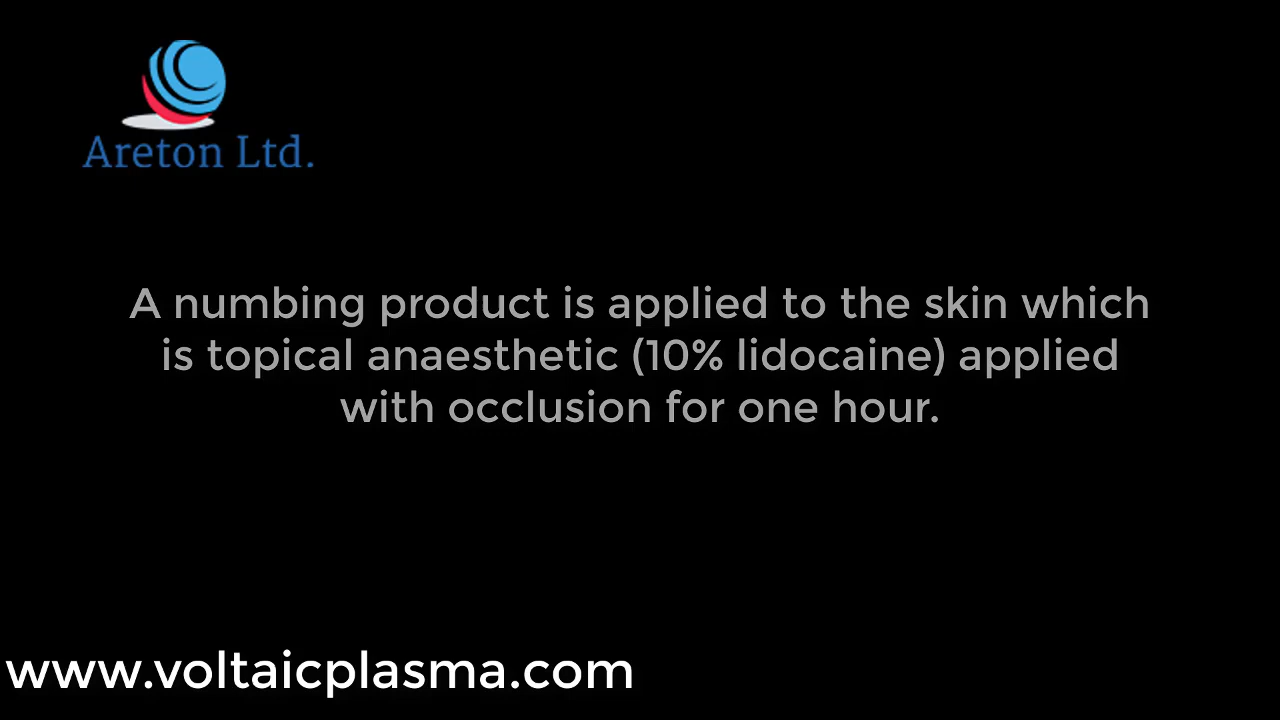 Areton Ltd.
A numbing product is applied to the skin which
is topical anaesthetic (10% lidocaine) applied
with occlusion for one hour.
www.voltaicplasma.com